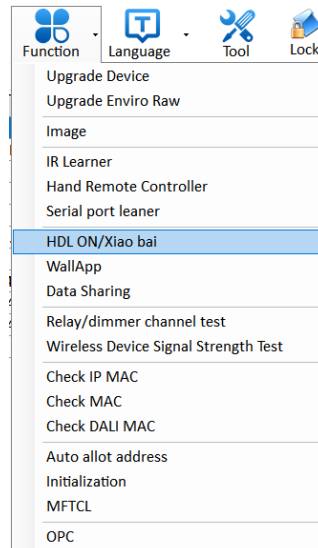 Function
Language
Tool
Lock
Upgrade Device
Upgrade Enviro Raw
Image
IR Learner
Hand Remote Controller
Serial port leaner
HDL ON/Xiao bai
WallApp
Data Sharing
Relay/dimmer channel test
Wireless Device Signal Strength Test
Check IP MAC
Check MAC
Check DALI MAC
Auto allot address
Initialization
MFTCL
OPC